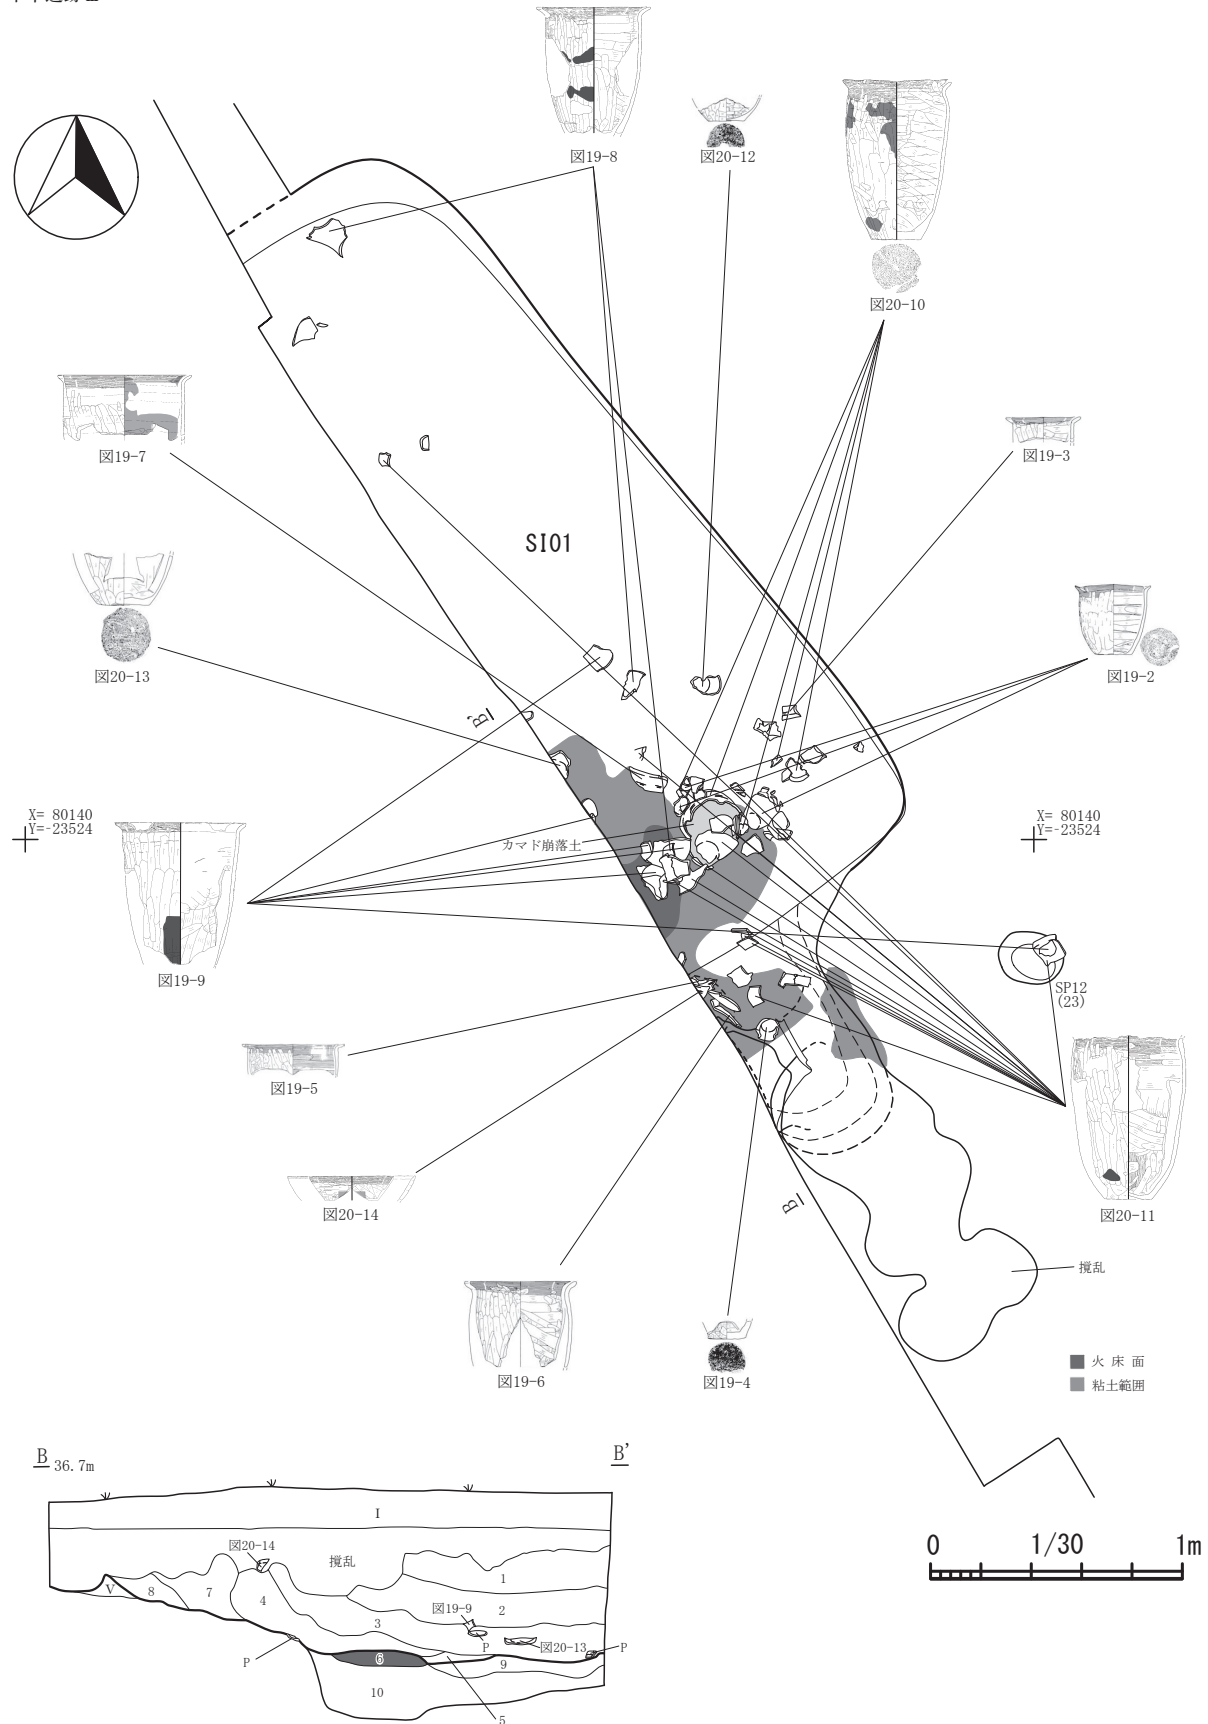 図19-8
図20-12
図20-10
図19-7
図19-3
SI01
図20-13
図19-2
X= 80140
Y=-23524
X= 80140
Y=-23524
B'
カマド崩落土
図19-9
SP12
(23)
図19-5
図20-14
図20-11
B
撹乱
図19-6
図19-4
火床面
粘土範囲
B 36.7m
B'
I
図20-14
撹乱
1
V
8
7
4
2
図19-9
3
P
図20-13
P
P
6
9
10
5
0 1/30 1m